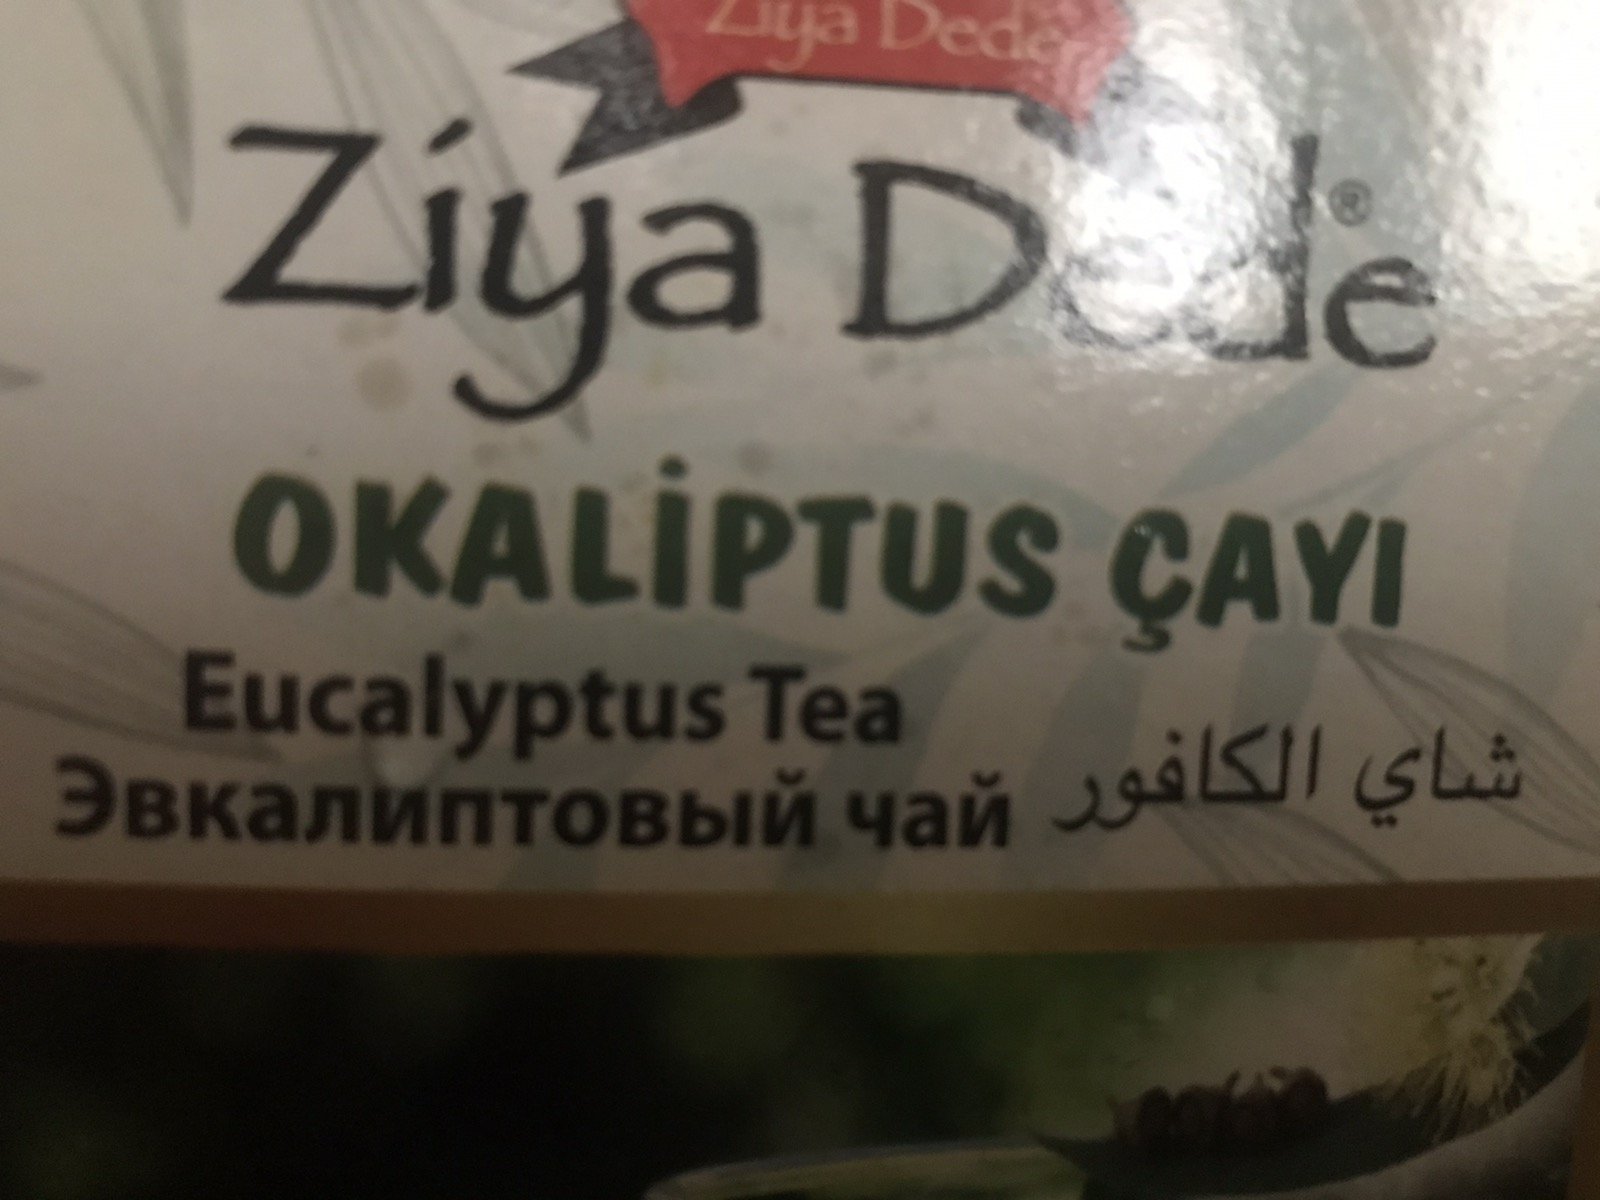 Ziya Dede
Ziya Dede®
OKALİPTUS ÇAYI
Eucalyptus Tea
Эвкалиптовый чай شاي الكافور